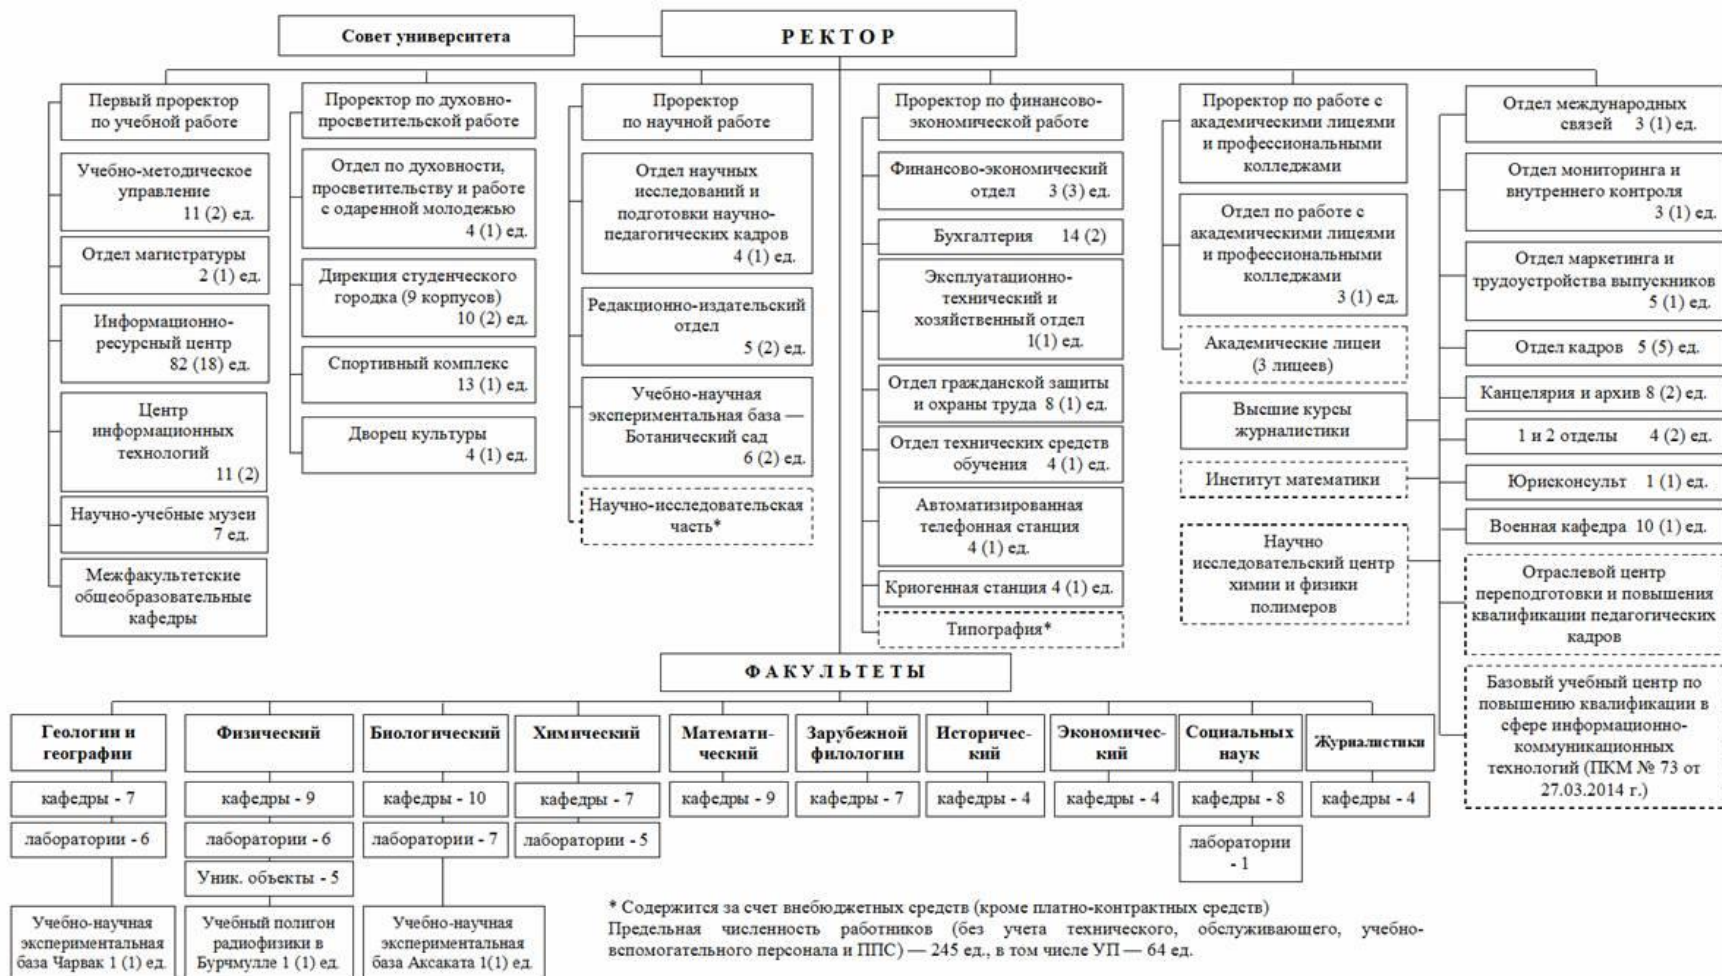 Совет университета
РЕКТОР
Первый проректор
по учебной работе
Учебно-методическое
управление
11 (2) ед.
Отдел магистратуры
2 (1) ед.
Информационно-
ресурсный центр
82 (18) ед.
Центр
информационных
технологий
11 (2)
Научно-учебные музеи
7 ед.
Межфакультетские
общеобразовательные
кафедры
Проректор по духовно-
просветительской работе
Отдел по духовности,
просветительству и работе
с одаренной молодежью
4 (1) ед.
Дирекция студенческого
городка (9 корпусов)
10 (2) ед.
Спортивный комплекс
13 (1) ед.
Дворец культуры
4 (1) ед.
Проректор
по научной работе
Отдел научных
исследований и
подготовки научно-
педагогических кадров
4 (1) ед.
Редакционно-издательский
отдел
5 (2) ед.
Учебно-научная
экспериментальная база —
Ботанический сад
6 (2) ед.
Научно-исследовательская
часть*
Проректор по финансово-
экономической работе
Финансово-экономический
отдел 3 (3) ед.
Бухгалтерия 14 (2)
Эксплуатационно-
технический и
хозяйственный отдел
1(1) ед.
Отдел гражданской защиты
и охраны труда 8 (1) ед.
Отдел технических средств
обучения 4 (1) ед.
Автоматизированная
телефонная станция
4 (1) ед.
Криогенная станция 4 (1) ед.
Типография*
Проректор по работе с
академическими лицеями
и профессиональными
колледжами
Отдел по работе с
академическими лицеями
и профессиональными
колледжами
3 (1) ед.
Академические лицеи
(3 лицеев)
Высшие курсы
журналистики
Институт математики
Научно
исследовательский центр
химии и физики
полимеров
Отдел международных
связей 3 (1) ед.
Отдел мониторинга и
внутреннего контроля
3 (1) ед.
Отдел маркетинга и
трудоустройства выпускников
5 (1) ед.
Отдел кадров 5 (5) ед.
Канцелярия и архив 8 (2) ед.
1 и 2 отделы 4 (2) ед.
Юрисконсульт 1 (1) ед.
Военная кафедра 10 (1) ед.
Отраслевой центр
переподготовки и повышения
квалификации педагогических
кадров
Базовый учебный центр по
повышению квалификации в
сфере информационно-
коммуникационных
технологий (ПКМ № 73 от
27.03.2014 г.)
ФАКУЛЬТЕТЫ
Геологии и
географии
кафедры - 7
лаборатории - 6
Учебно-научная
экспериментальная
база Чарвак 1 (1) ед.
Физический
кафедры - 9
лаборатории - 6
Уник. объекты - 5
Учебный полигон
радиофизики в
Бурчмулле 1 (1) ед.
Биологический
кафедры - 10
лаборатории - 7
Учебно-научная
экспериментальная
база Аксаката 1(1) ед.
Химический
кафедры - 7
лаборатории - 5
Математи-
ческий
кафедры - 9
Зарубежной
филологии
кафедры - 7
Историчес-
кий
кафедры - 4
Экономичес-
кий
кафедры - 4
Социальных
наук
кафедры - 8
лаборатории
- 1
Журналистики
кафедры - 4
* Содержится за счет внебюджетных средств (кроме платно-контрактных средств)
Предельная численность работников (без учета технического, обслуживающего, учебно-
вспомогательного персонала и ППС) — 245 ед., в том числе УП — 64 ед.